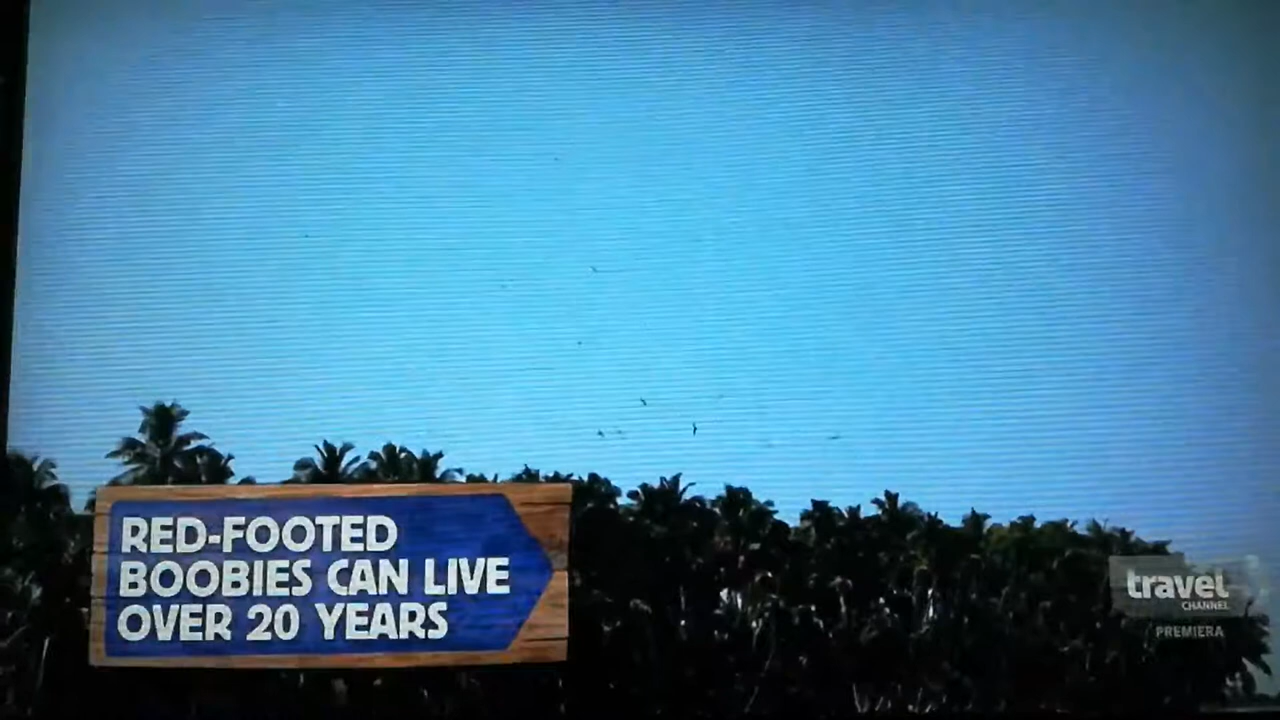 RED-FOOTED
BOOBIES CAN LIVE
OVER 20 YEARS
travel
CHANNEL
PREMIERA